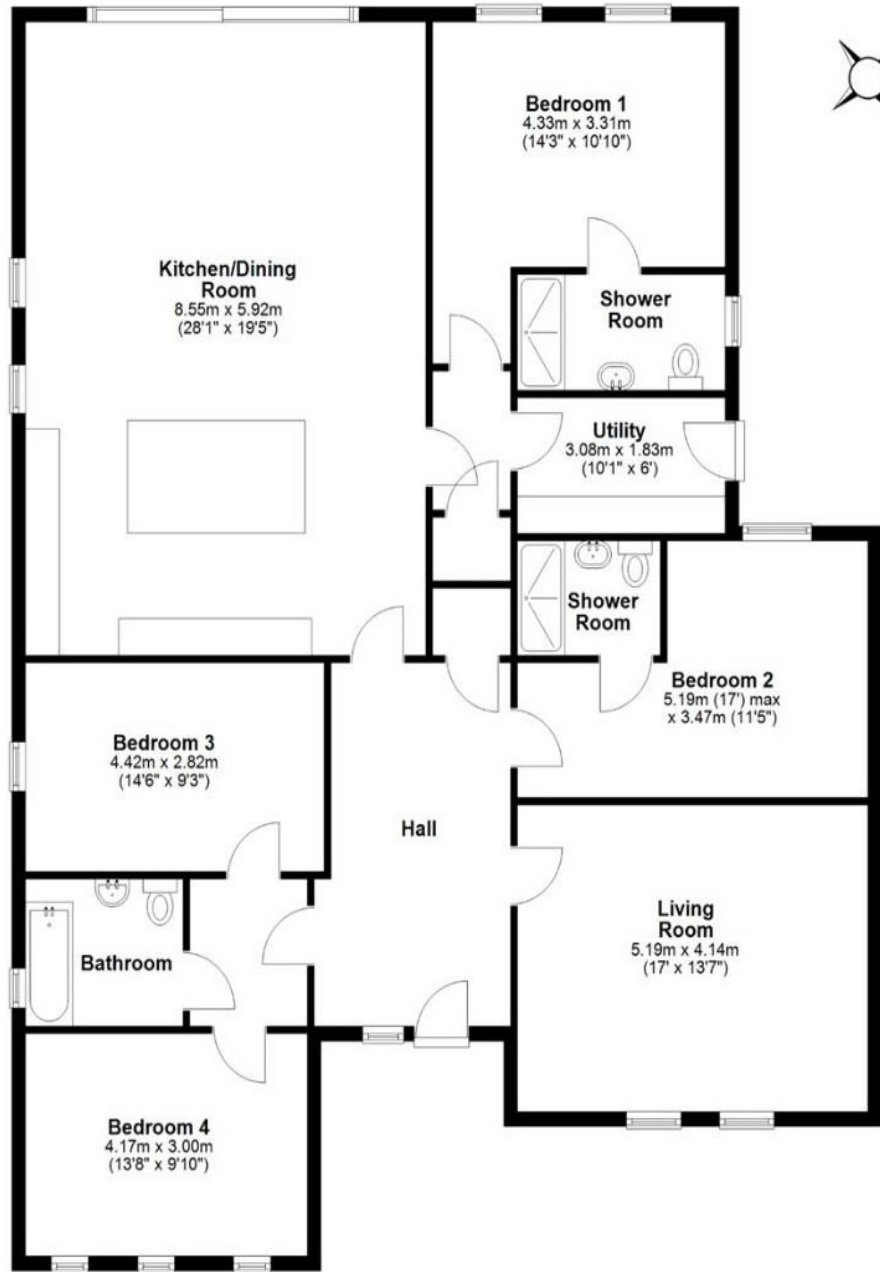 Bedroom 1
4.33m x 3.31m
(14'3" x 10'10")
Kitchen/Dining
Room
8.55m x 5.92m
(28'1" x 19'5")
Shower
Room
Utility
3.08m x 1.83m
(10'1" x 6')
Shower
Room
Bedroom 2
5.19m (17') max
x 3.47m (11'5")
Bedroom 3
4.42m x 2.82m
(14'6" x 9'3")
Hall
Living
Room
5.19m x 4.14m
(17' x 13'7")
Bathroom
Bedroom 4
4.17m x 3.00m
(13'8" x 9'10")